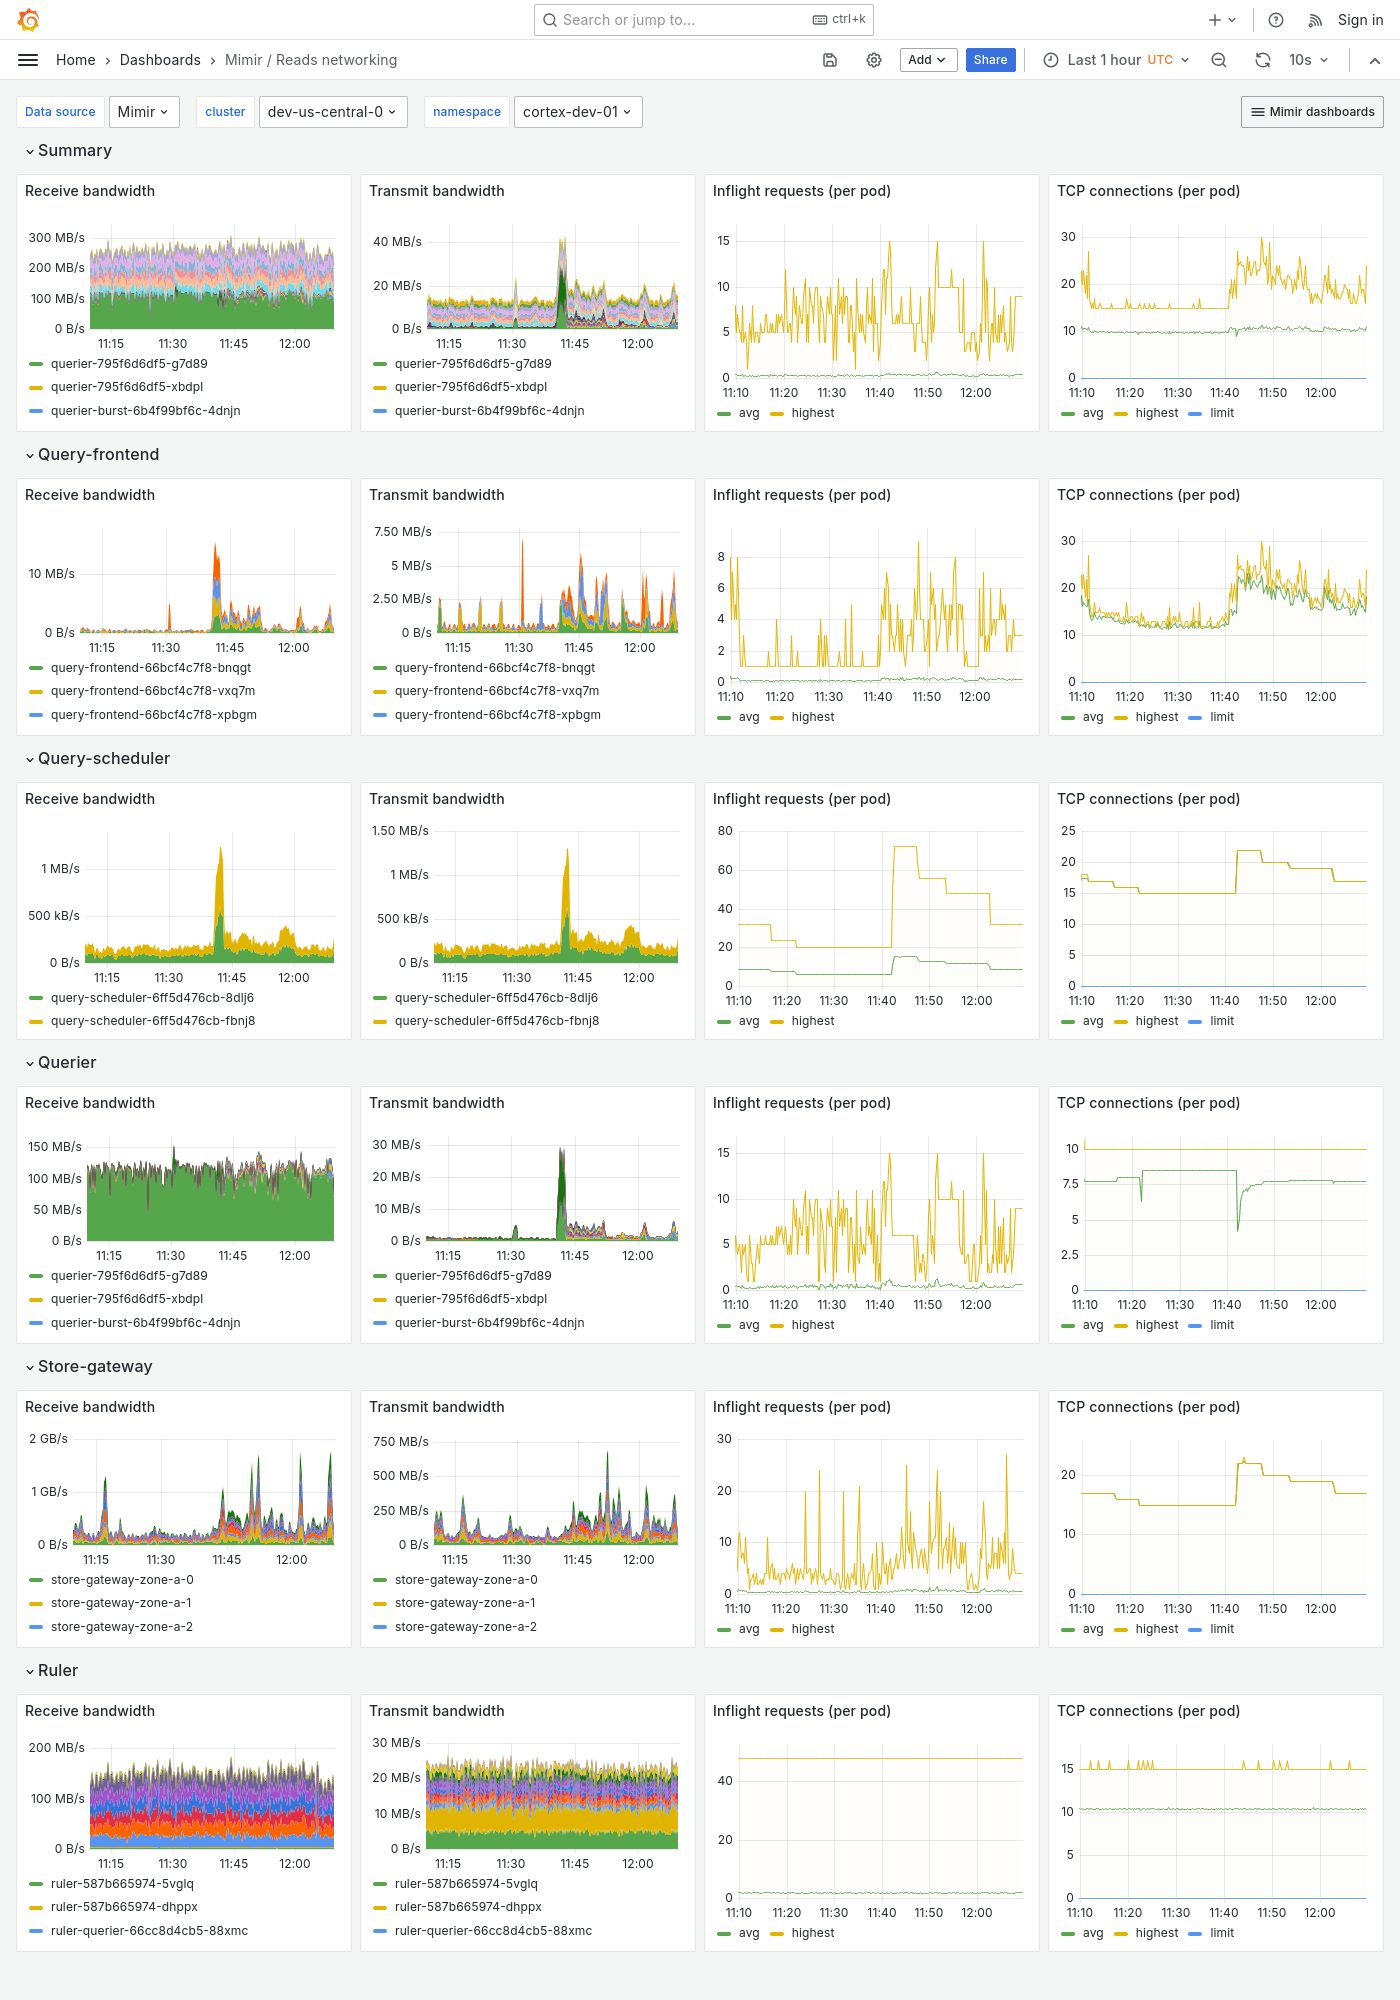 Search or jump to...
ctrl+k
Sign in
Home
Dashboards
Mimir / Reads networking
Add
Share
Last 1 hour UTC
10s
Data source
Mimir
cluster
dev-us-central-0
namespace
cortex-dev-01
Mimir dashboards
Summary
Receive bandwidth
300 MB/s
200 MB/s
100 MB/s
0 B/s
11:15 11:30 11:45 12:00
querier-795f6d6df5-g7d89
querier-795f6d6df5-xbdpl
querier-burst-6b4f99bf6c-4dnjn
Transmit bandwidth
40 MB/s
20 MB/s
0 B/s
11:15 11:30 11:45 12:00
querier-795f6d6df5-g7d89
querier-795f6d6df5-xbdpl
querier-burst-6b4f99bf6c-4dnjn
Inflight requests (per pod)
15
10
5
0
11:10 11:20 11:30 11:40 11:50 12:00
avg highest
TCP connections (per pod)
30
20
10
0
11:10 11:20 11:30 11:40 11:50 12:00
avg highest limit
Query-frontend
Receive bandwidth
10 MB/s
0 B/s
11:15 11:30 11:45 12:00
query-frontend-66bcf4c7f8-bnqgt
query-frontend-66bcf4c7f8-vxq7m
query-frontend-66bcf4c7f8-xpbgm
Transmit bandwidth
7.50 MB/s
5 MB/s
2.50 MB/s
0 B/s
11:15 11:30 11:45 12:00
query-frontend-66bcf4c7f8-bnqgt
query-frontend-66bcf4c7f8-vxq7m
query-frontend-66bcf4c7f8-xpbgm
Inflight requests (per pod)
8
6
4
2
0
11:10 11:20 11:30 11:40 11:50 12:00
avg highest
TCP connections (per pod)
30
20
10
0
11:10 11:20 11:30 11:40 11:50 12:00
avg highest limit
Query-scheduler
Receive bandwidth
1 MB/s
500 kB/s
0 B/s
11:15 11:30 11:45 12:00
query-scheduler-6ff5d476cb-8dlj6
query-scheduler-6ff5d476cb-fbnj8
Transmit bandwidth
1.50 MB/s
1 MB/s
500 kB/s
0 B/s
11:15 11:30 11:45 12:00
query-scheduler-6ff5d476cb-8dlj6
query-scheduler-6ff5d476cb-fbnj8
Inflight requests (per pod)
80
60
40
20
0
11:10 11:20 11:30 11:40 11:50 12:00
avg highest
TCP connections (per pod)
25
20
15
10
5
0
11:10 11:20 11:30 11:40 11:50 12:00
avg highest limit
Querier
Receive bandwidth
150 MB/s
100 MB/s
50 MB/s
0 B/s
11:15 11:30 11:45 12:00
querier-795f6d6df5-g7d89
querier-795f6d6df5-xbdpl
querier-burst-6b4f99bf6c-4dnjn
Transmit bandwidth
30 MB/s
20 MB/s
10 MB/s
0 B/s
11:15 11:30 11:45 12:00
querier-795f6d6df5-g7d89
querier-795f6d6df5-xbdpl
querier-burst-6b4f99bf6c-4dnjn
Inflight requests (per pod)
15
10
5
0
11:10 11:20 11:30 11:40 11:50 12:00
avg highest
TCP connections (per pod)
10
7.5
5
2.5
0
11:10 11:20 11:30 11:40 11:50 12:00
avg highest limit
Store-gateway
Receive bandwidth
2 GB/s
1 GB/s
0 B/s
11:15 11:30 11:45 12:00
store-gateway-zone-a-0
store-gateway-zone-a-1
store-gateway-zone-a-2
Transmit bandwidth
750 MB/s
500 MB/s
250 MB/s
0 B/s
11:15 11:30 11:45 12:00
store-gateway-zone-a-0
store-gateway-zone-a-1
store-gateway-zone-a-2
Inflight requests (per pod)
30
20
10
0
11:10 11:20 11:30 11:40 11:50 12:00
avg highest
TCP connections (per pod)
20
10
0
11:10 11:20 11:30 11:40 11:50 12:00
avg highest limit
Ruler
Receive bandwidth
200 MB/s
100 MB/s
0 B/s
11:15 11:30 11:45 12:00
ruler-587b665974-5vglq
ruler-587b665974-dhppx
ruler-querier-66cc8d4cb5-88xmc
Transmit bandwidth
30 MB/s
20 MB/s
10 MB/s
0 B/s
11:15 11:30 11:45 12:00
ruler-587b665974-5vglq
ruler-587b665974-dhppx
ruler-querier-66cc8d4cb5-88xmc
Inflight requests (per pod)
40
20
0
11:10 11:20 11:30 11:40 11:50 12:00
avg highest
TCP connections (per pod)
15
10
5
0
11:10 11:20 11:30 11:40 11:50 12:00
avg highest limit